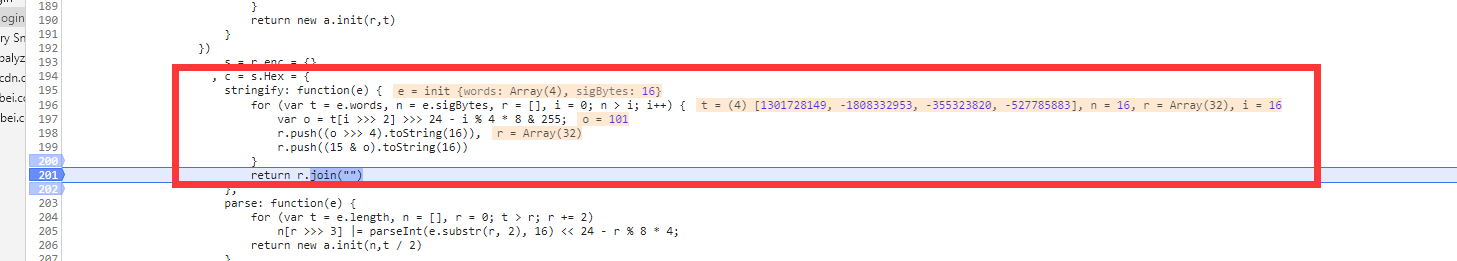 189 }
ogin 190 return new a.init(r,t)
ry Sn 191 }
192 })
palyz 193 s = r.enc = {}
cdn.c 194 , c = s.Hex = {
bei.cc 195 stringify: function(e) { e = init {words: Array(4), sigBytes: 16}
bei.cc 196 for (var t = e.words, n = e.sigBytes, r = [], i = 0; n > i; i++) { t = (4) [1301728149, -1808332953, -355323820, -527785883], n = 16, r = Array(32), i = 16
197 var o = t[i >>> 2] >>> 24 - i % 4 * 8 & 255; o = 101
198 r.push((o >>> 4).toString(16)), r = Array(32)
199 r.push((15 & o).toString(16))
200 }
201 return r.join("")
202 },
203 parse: function(e) {
204 for (var t = e.length, n = [], r = 0; t > r; r += 2)
205 n[r >>> 3] |= parseInt(e.substr(r, 2), 16) << 24 - r % 8 * 4;
206 return new a.init(n,t / 2)
207 }